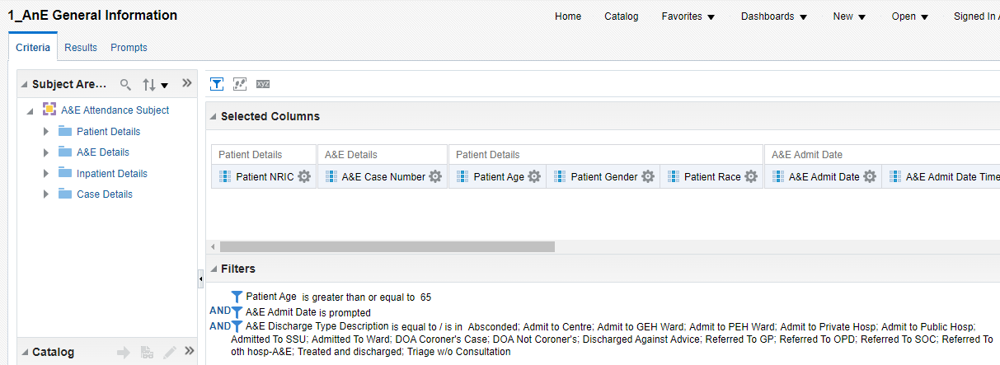 1_AnE General Information
Home Catalog Favorites Dashboards New Open Signed In
Criteria Results Prompts
Subject Are...
A&E Attendance Subject
Patient Details
A&E Details
Inpatient Details
Case Details
Catalog
xyz
Selected Columns
Patient Details A&E Details Patient Details A&E Admit Date
Patient NRIC A&E Case Number Patient Age Patient Gender Patient Race A&E Admit Date A&E Admit Date Time
Filters
Patient Age is greater than or equal to 65
AND A&E Admit Date is prompted
AND A&E Discharge Type Description is equal to / is in Absconded; Admit to Centre; Admit to GEH Ward; Admit to PEH Ward; Admit to Private Hosp; Admit to Public Hosp;
Admitted To SSU; Admitted To Ward; DOA Coroner's Case; DOA Not Coroner's; Discharged Against Advice; Referred To GP; Referred To OPD; Referred To SOC; Referred To
oth hosp-A&E; Treated and discharged; Triage w/o Consultation